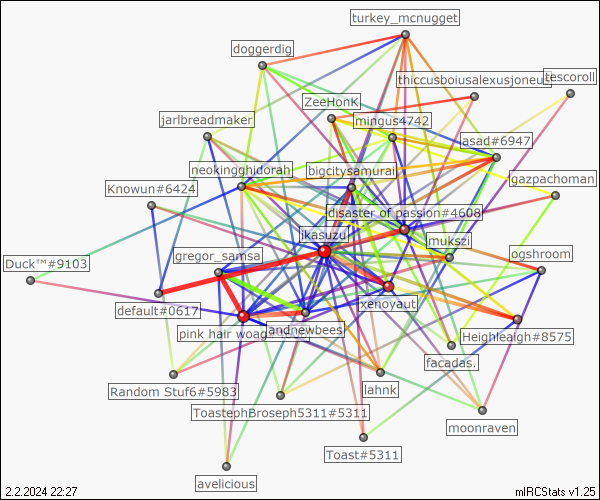 turkey_mcnugget
doggerdig
thiccusboiusalexusjoneus
tescoroll
ZeeHonK
jarlbreadmaker
mingus4742
asad#6947
neokingghidorah
bigcitysamurai
gazpachoman
Knowun#6424
disaster of passion#4608
jkasuzu
mukszi
gregor_samsa
ogshroom
Duck™#9103
default#0617
xenoyaut
pink hair woag
andnewbees
Heighleaigh#8575
facadas.
Random Stuf6#5983
lahnk
ToastephBroseph5311#5311
moonraven
Toast#5311
avelicious
2.2.2024 22:27
mIRCStats v1.25